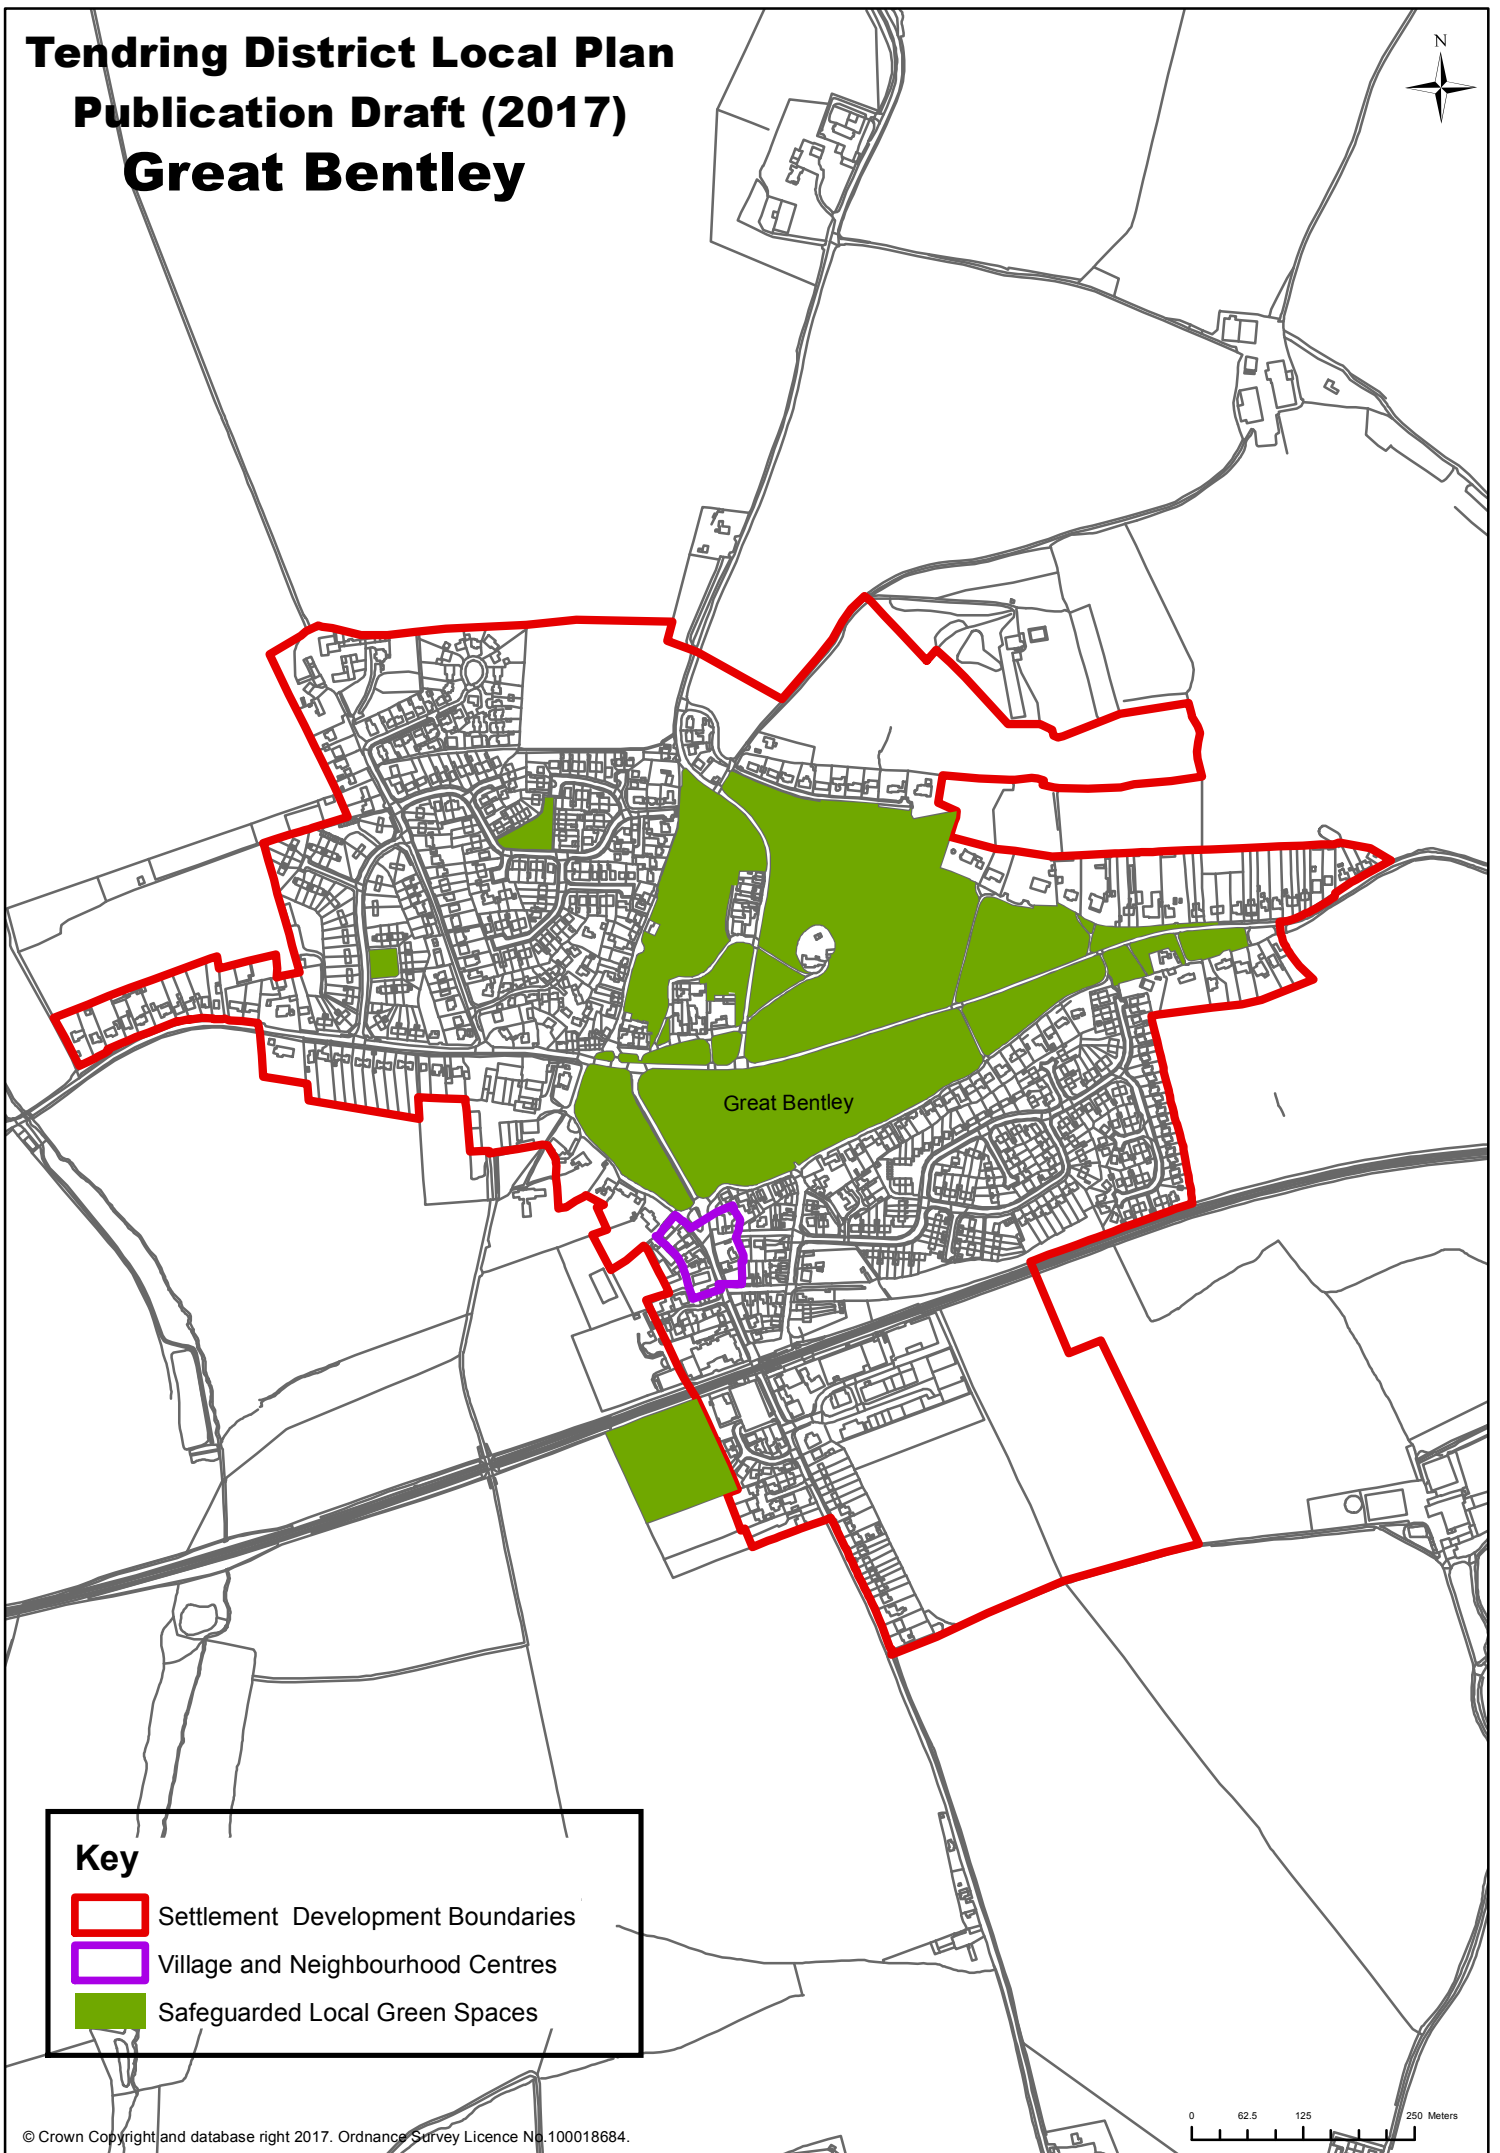 Tendring District Local Plan
Publication Draft (2017)
Great Bentley
N
Great Bentley
Key
Settlement Development Boundaries
Village and Neighbourhood Centres
Safeguarded Local Green Spaces
© Crown Copyright and database right 2017. Ordnance Survey Licence No.100018684.
0 62.5 125 250 Meters